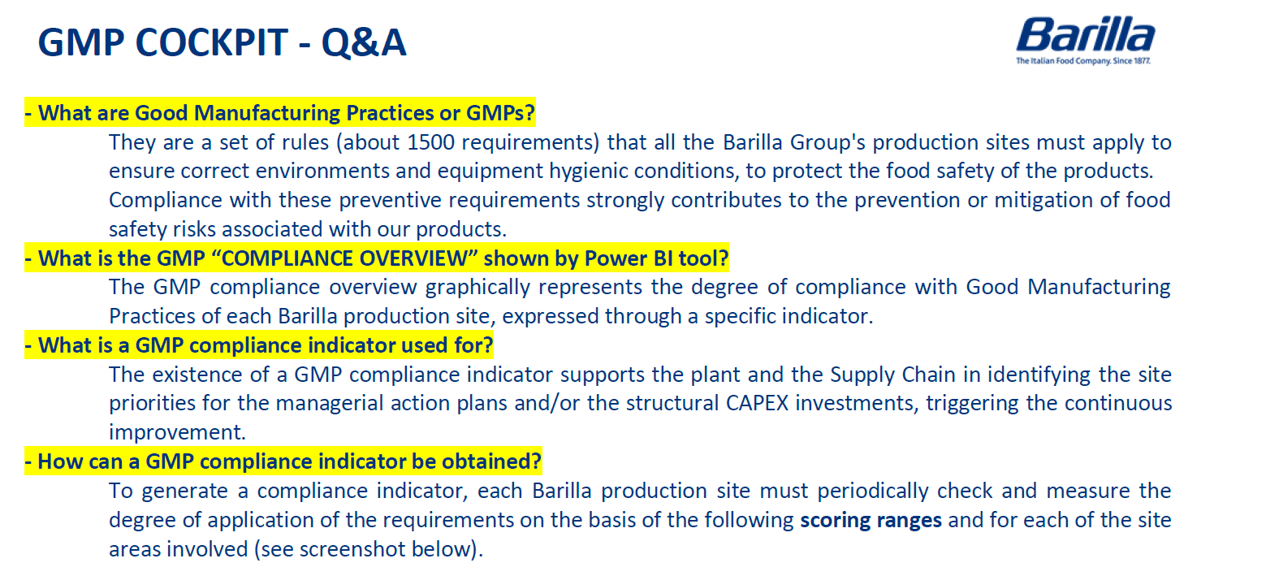 GMP COCKPIT - Q&A
Barilla
The Italian Food Company. Since 1877.
- What are Good Manufacturing Practices or GMPs?
They are a set of rules (about 1500 requirements) that all the Barilla Group's production sites must apply to
ensure correct environments and equipment hygienic conditions, to protect the food safety of the products.
Compliance with these preventive requirements strongly contributes to the prevention or mitigation of food
safety risks associated with our products.
- What is the GMP “COMPLIANCE OVERVIEW” shown by Power BI tool?
The GMP compliance overview graphically represents the degree of compliance with Good Manufacturing
Practices of each Barilla production site, expressed through a specific indicator.
- What is a GMP compliance indicator used for?
The existence of a GMP compliance indicator supports the plant and the Supply Chain in identifying the site
priorities for the managerial action plans and/or the structural CAPEX investments, triggering the continuous
improvement.
- How can a GMP compliance indicator be obtained?
To generate a compliance indicator, each Barilla production site must periodically check and measure the
degree of application of the requirements on the basis of the following scoring ranges and for each of the site
areas involved (see screenshot below).